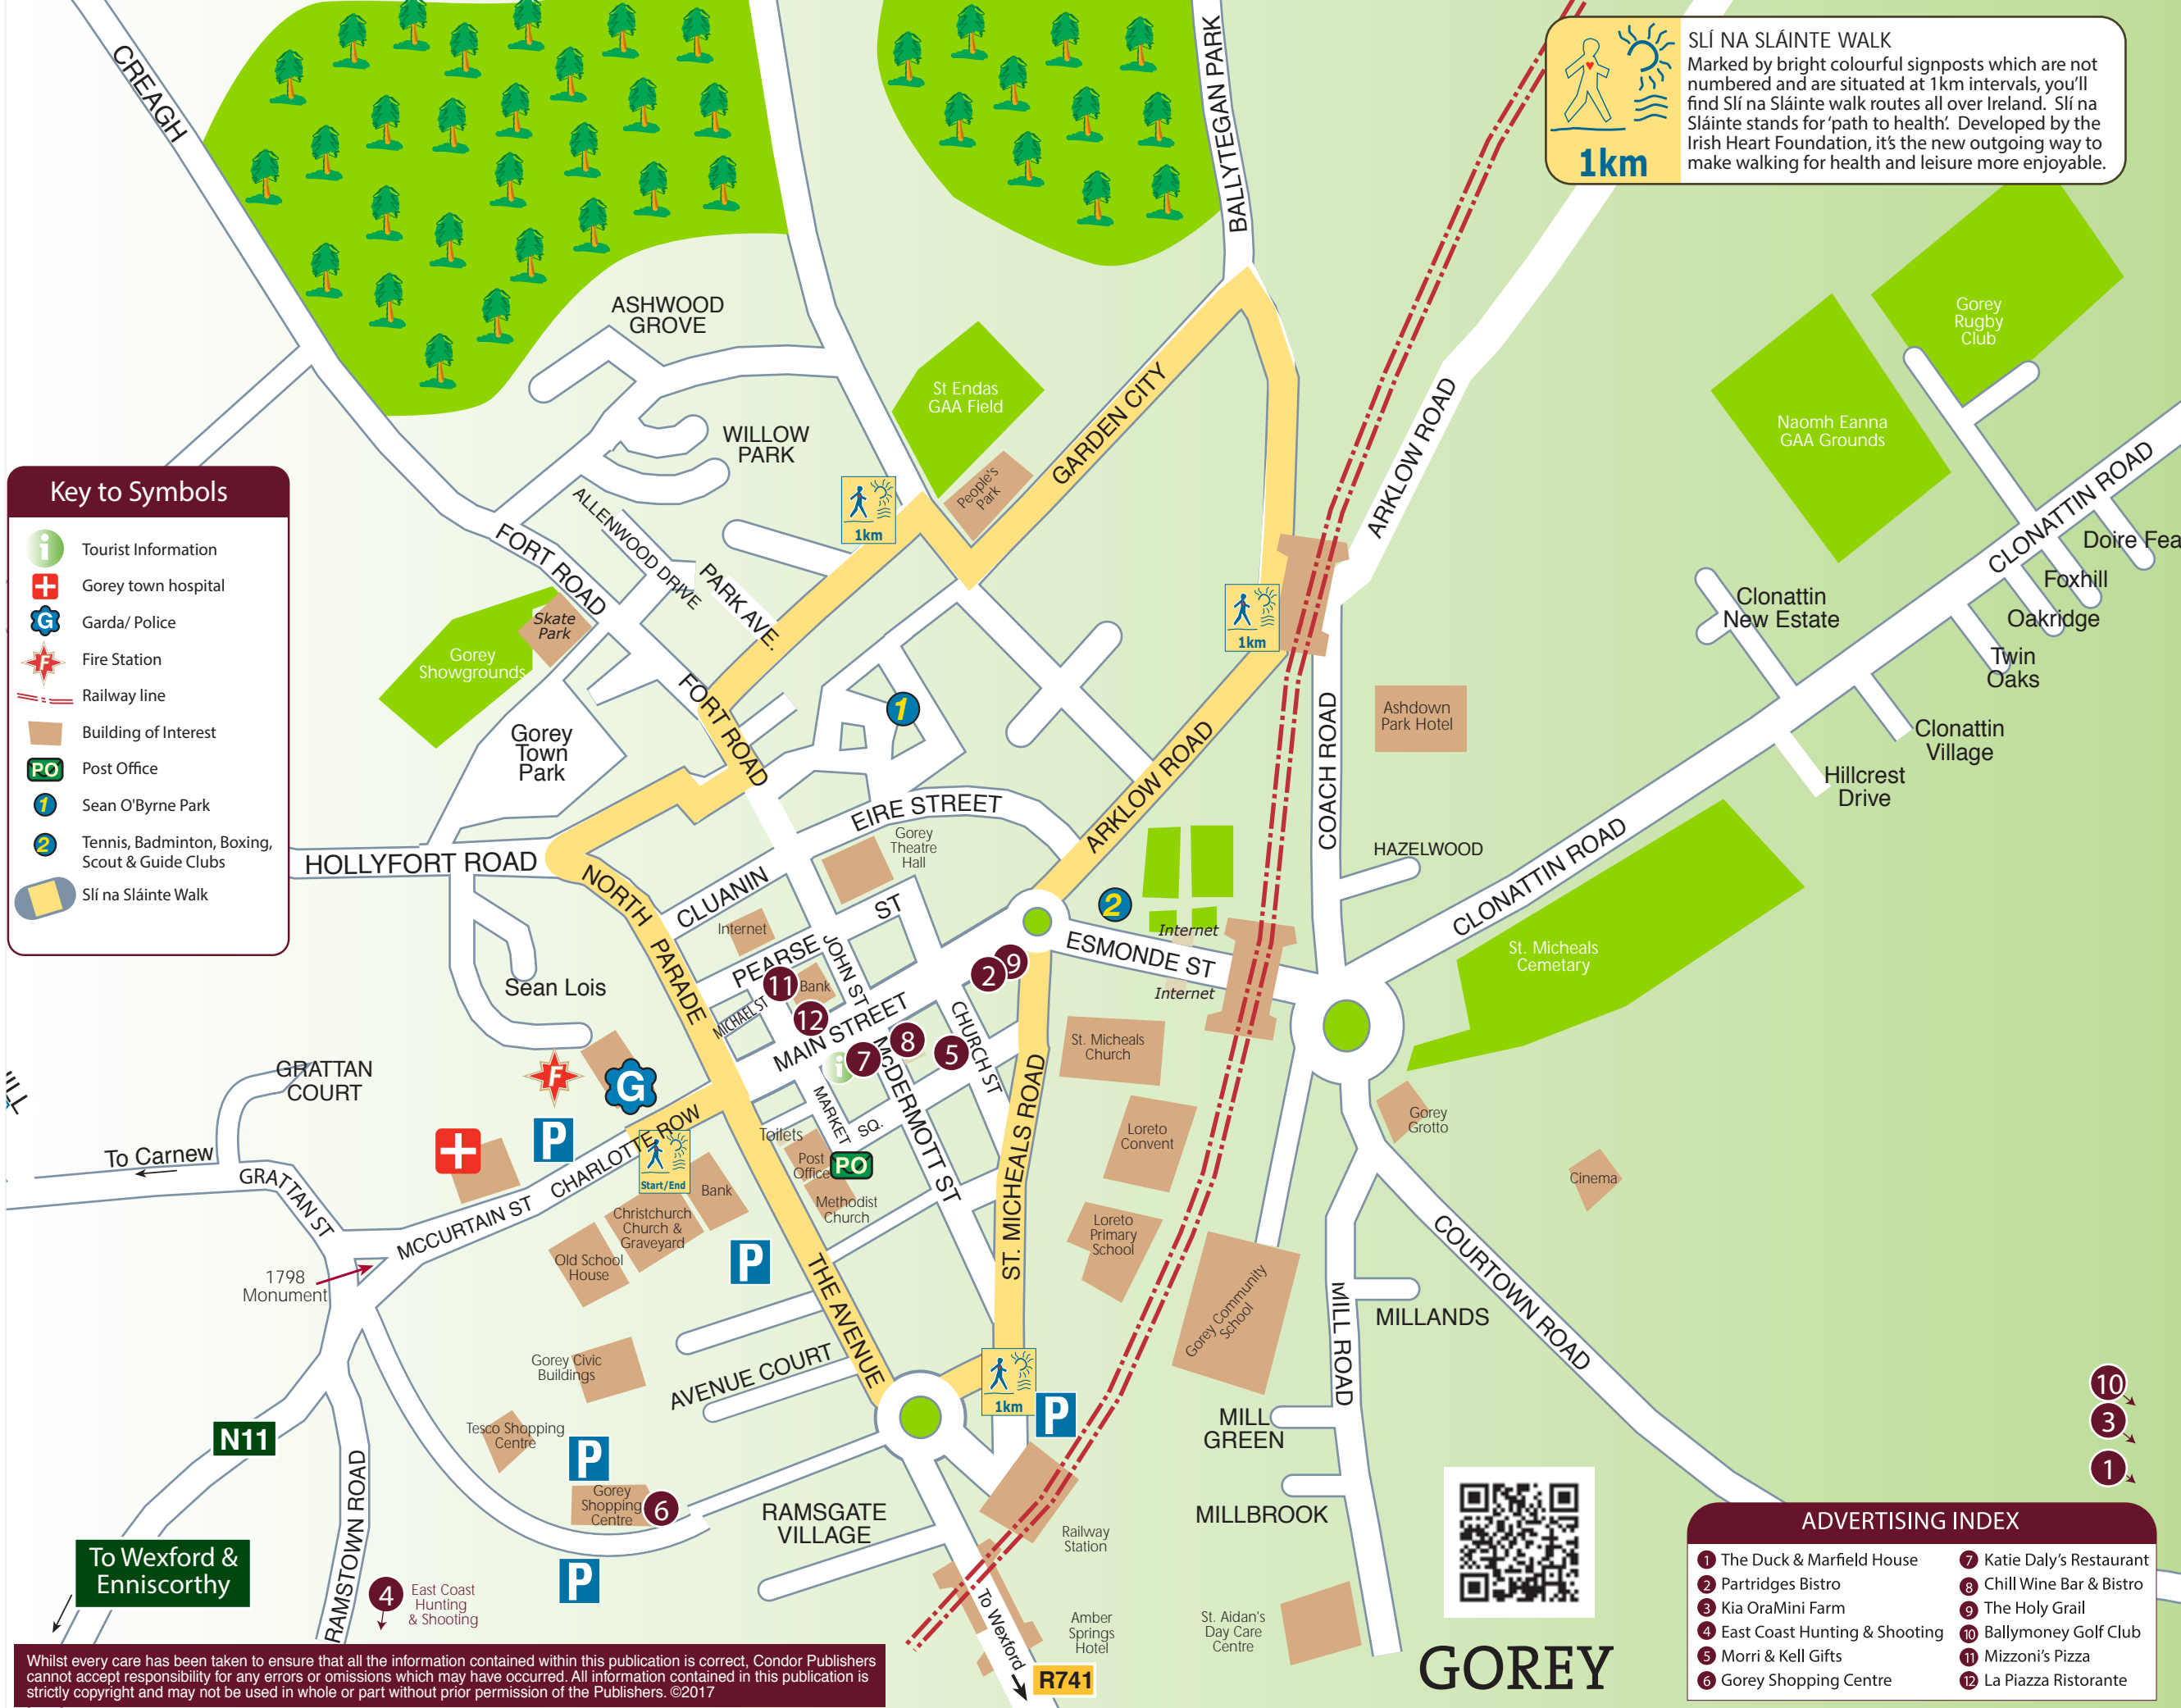 SLÍ NA SLÁINTE WALK
Marked by bright colourful signposts which are not
numbered and are situated at 1km intervals, you'll
find Slí na Sláinte walk routes all over Ireland. Slí na
Sláinte stands for 'path to health'. Developed by the
Irish Heart Foundation, it's the new outgoing way to
make walking for health and leisure more enjoyable.
1km
CREAGH
BALLYTEGAN PARK
ASHWOOD
GROVE
WILLOW
PARK
St Endas
GAA Field
GARDEN CITY
People's
Park
1km
ARKLOW ROAD
Gorey
Rugby
Club
Naomh Eanna
GAA Grounds
CLONATTIN ROAD
Doire Fea
Foxhill
Oakridge
Twin
Oaks
Clonattin
New Estate
Clonattin
Village
Hillcrest
Drive
Key to Symbols
i
Tourist Information
Gorey town hospital
G
Garda/ Police
F
Fire Station
Railway line
Building of Interest
PO
Post Office
1
Sean O'Byrne Park
2
Tennis, Badminton, Boxing,
Scout & Guide Clubs
Slí na Sláinte Walk
FORT ROAD
ALLENWOOD DRIVE
PARK AVE.
Skate
Park
Gorey
Showgrounds
Gorey
Town
Park
FORT ROAD
1
1km
ARKLOW ROAD
COACH ROAD
Ashdown
Park Hotel
HAZELWOOD
CLONATTIN ROAD
St. Micheals
Cemetary
HOLLYFORT ROAD
NORTH PARADE
EIRE STREET
Gorey
Theatre
Hall
CLUANIN
Internet
PEARSE ST
JOHN ST
11
Bank
12
MICHAEL ST
MAIN STREET
2
9
2
Internet
ESMONDE ST
Internet
Sean Lois
GRATTAN
COURT
ILL
F
G
P
i
7
8
5
CHURCH ST
MCDERMOTT ST
MARKET SQ.
Toilets
Post
Office
PO
Methodist
Church
St. Micheals
Church
Loreto
Convent
Loreto
Primary
School
Gorey Community
School
ST. MICHEALS ROAD
Gorey
Grotto
Cinema
To Carnew
GRATTAN ST
MCCURTAIN ST
CHARLOTTE ROW
Start/End
Bank
Christchurch
Church &
Graveyard
Old School
House
P
1798
Monument
THE AVENUE
AVENUE COURT
Gorey Civic
Buildings
Tesco Shopping
Centre
P
Gorey
Shopping
Centre
6
P
1km
P
RAMSGATE
VILLAGE
COURTOWN ROAD
MILLANDS
MILL ROAD
MILL
GREEN
MILLBROOK
Railway
Station
Amber
Springs
Hotel
St. Aidan's
Day Care
Centre
To Wexford
R741
N11
To Wexford &
Enniscorthy
RAMSTOWN ROAD
4
East Coast
Hunting
& Shooting
10
3
1
GOREY
ADVERTISING INDEX
1 The Duck & Marfield House
2 Partridges Bistro
3 Kia OraMini Farm
4 East Coast Hunting & Shooting
5 Morri & Kell Gifts
6 Gorey Shopping Centre
7 Katie Daly's Restaurant
8 Chill Wine Bar & Bistro
9 The Holy Grail
10 Ballymoney Golf Club
11 Mizzoni's Pizza
12 La Piazza Ristorante
Whilst every care has been taken to ensure that all the information contained within this publication is correct, Condor Publishers
cannot accept responsibility for any errors or omissions which may have occurred. All information contained in this publication is
strictly copyright and may not be used in whole or part without prior permission of the Publishers. ©2017